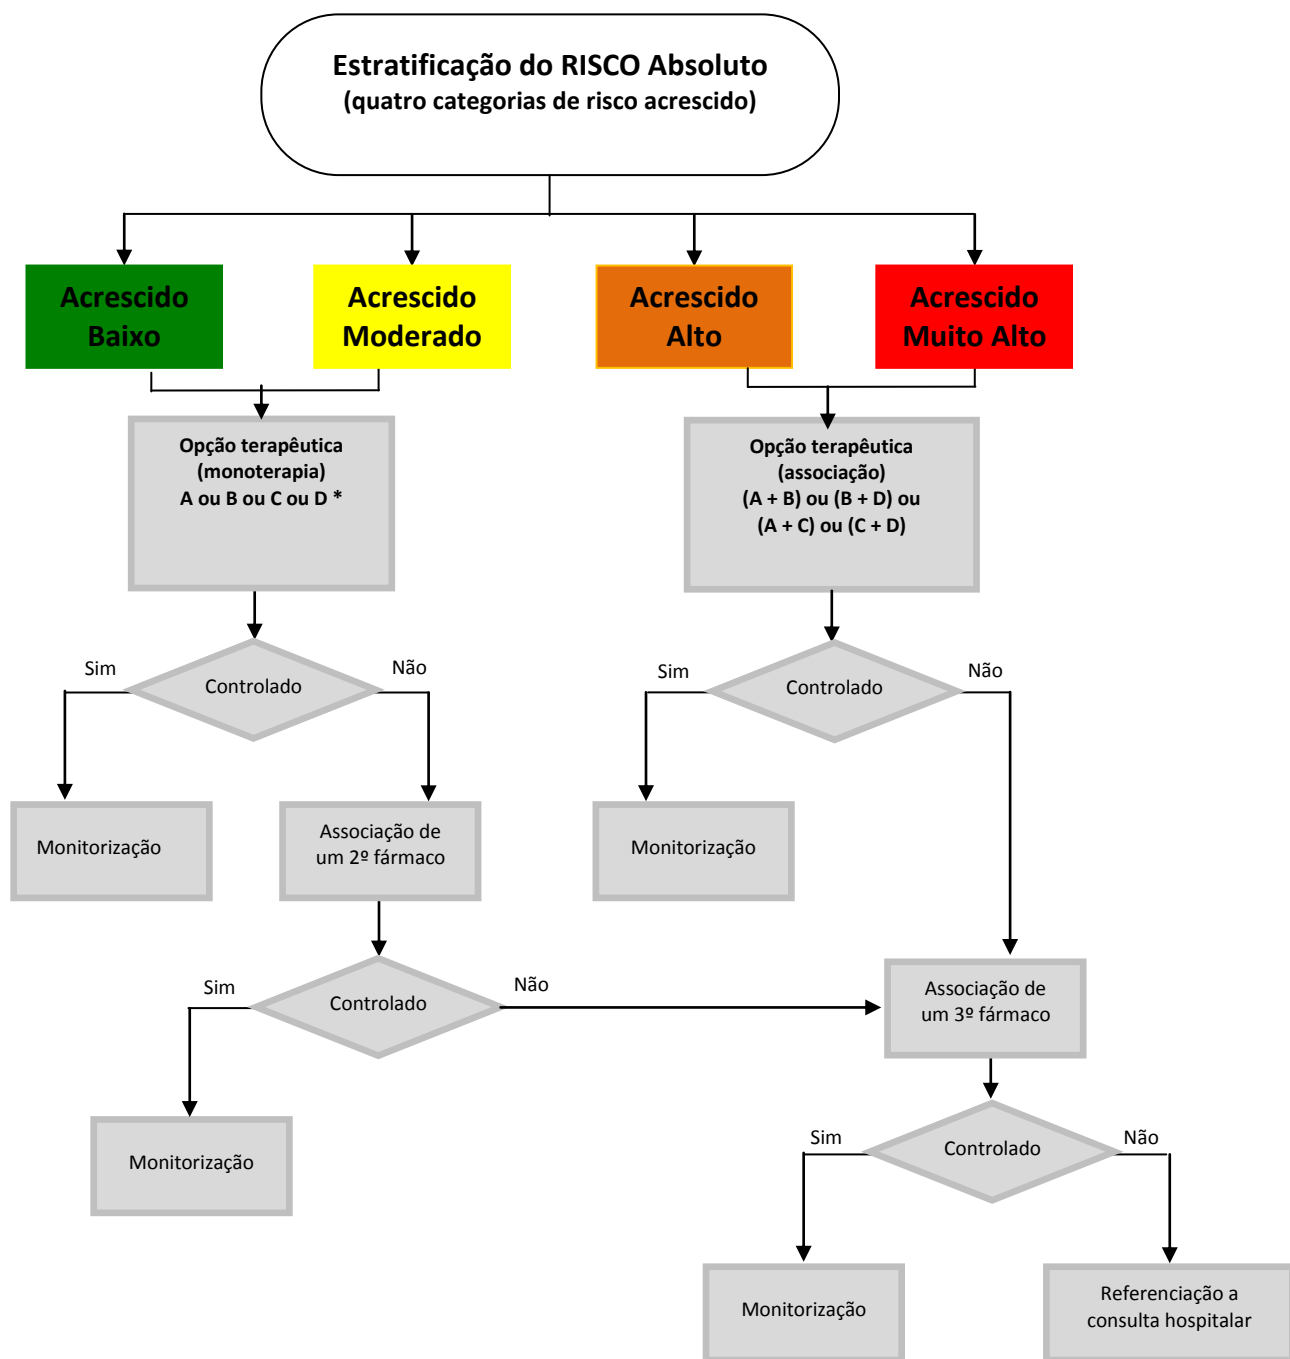 Estratificação do RISCO Absoluto
(quatro categorias de risco acrescido)
Acrescido
Baixo
Acrescido
Moderado
Acrescido
Alto
Acrescido
Muito Alto
Opção terapêutica
(monoterapia)
A ou B ou C ou D *
Opção terapêutica
(associação)
(A + B) ou (B + D) ou
(A + C) ou (C + D)
Sim
Controlado
Não
Sim
Controlado
Não
Monitorização
Associação de
um 2º fármaco
Monitorização
Sim
Controlado
Não
Associação de
um 3º fármaco
Monitorização
Sim
Controlado
Não
Monitorização
Referenciação a
consulta hospitalar